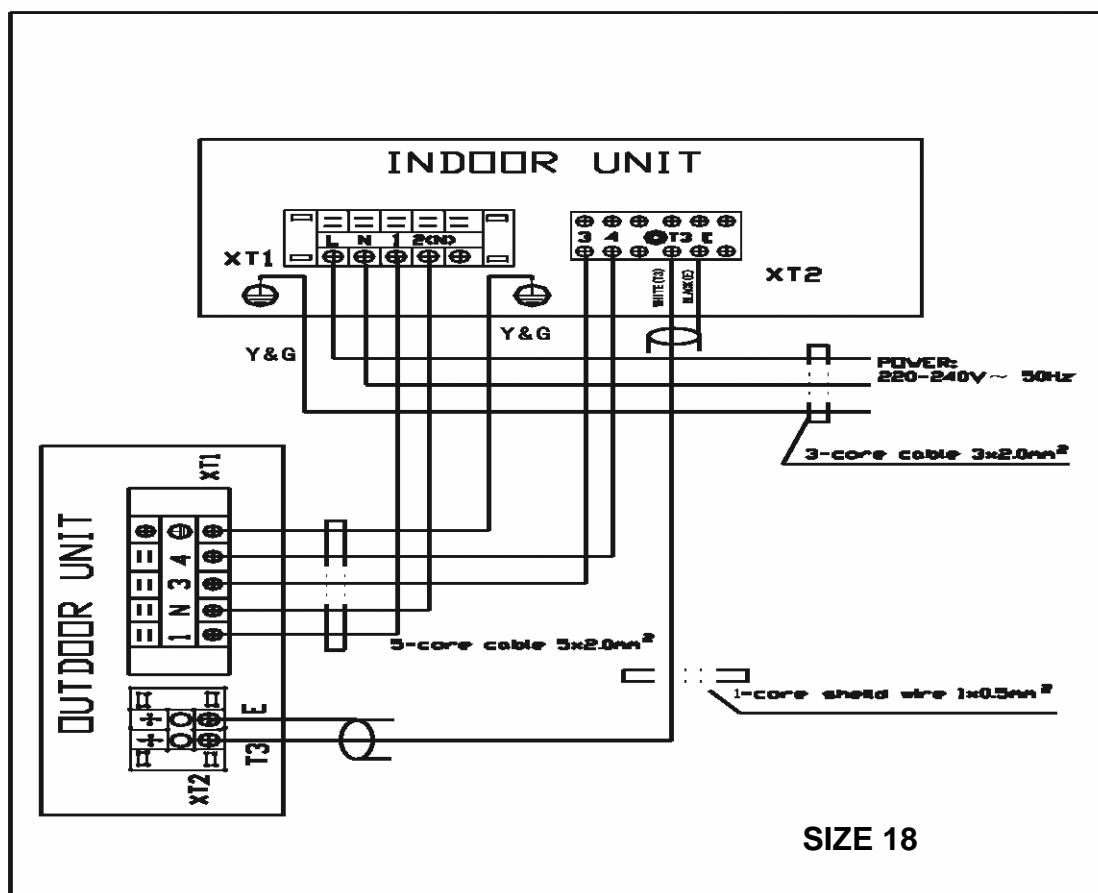 INDOOR UNIT
L N 1 2(N)
3 4 T3 E
XT1
XT2
WHITE(T3)
BLACK(E)
Y&G
Y&G
POWER:
220-240V～ 50Hz
3-core cable 3x2.0mm²
OUTDOOR UNIT
XT1
4
3
N
1
5-core cable 5x2.0mm²
1-core sheild wire 1x0.5mm²
E
T3
XT2
SIZE 18